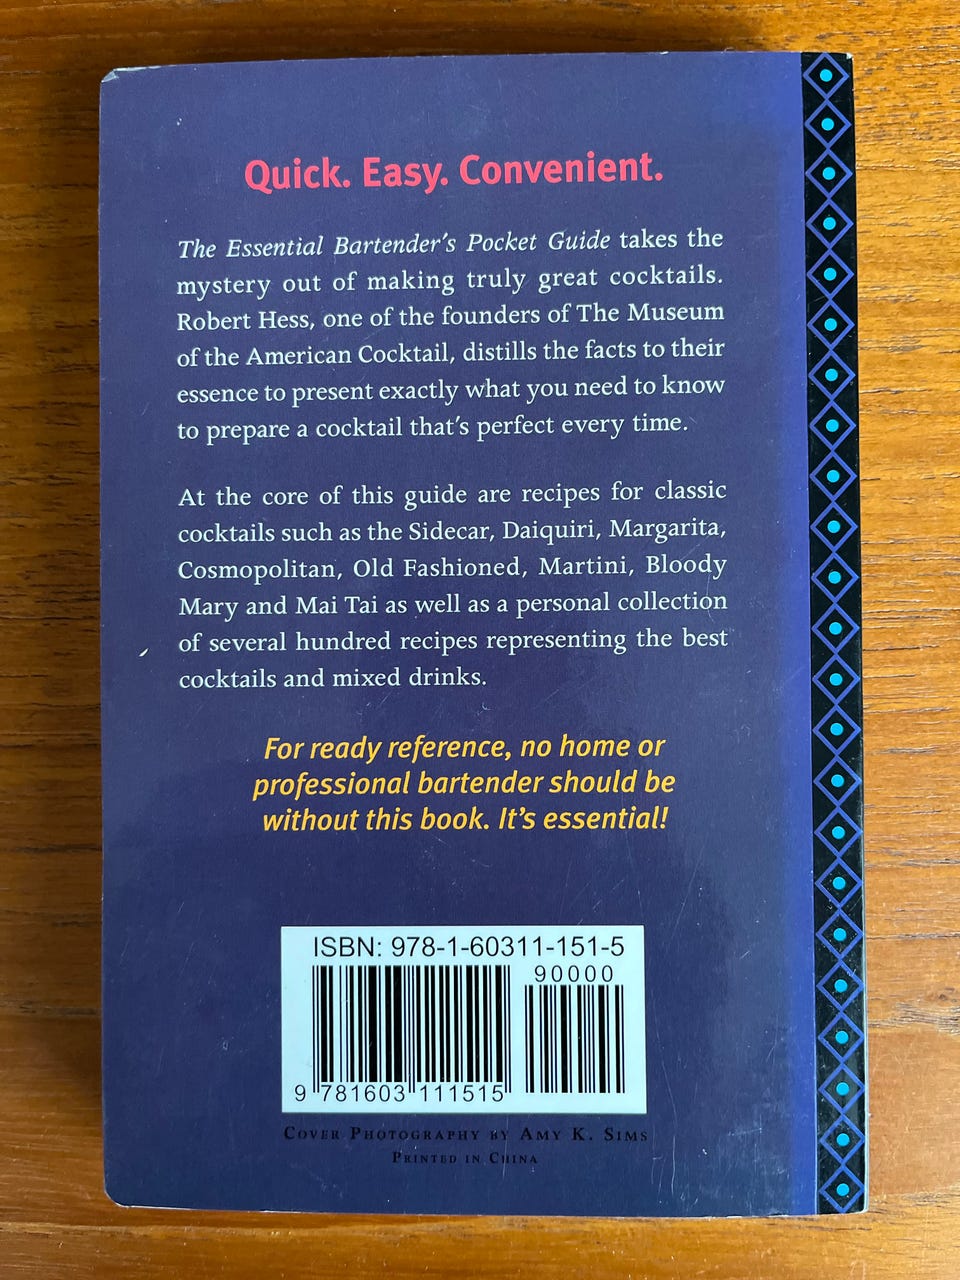 Quick. Easy. Convenient.
The Essential Bartender's Pocket Guide takes the
mystery out of making truly great cocktails.
Robert Hess, one of the founders of The Museum
of the American Cocktail, distills the facts to their
essence to present exactly what you need to know
to prepare a cocktail that's perfect every time.
At the core of this guide are recipes for classic
cocktails such as the Sidecar, Daiquiri, Margarita,
Cosmopolitan, Old Fashioned, Martini, Bloody
Mary and Mai Tai as well as a personal collection
of several hundred recipes representing the best
cocktails and mixed drinks.
For ready reference, no home or
professional bartender should be
without this book. It's essential!
ISBN: 978-1-60311-151-5
90000
9 781603 111515
Cover Photography by Amy K. Sims
Printed in China